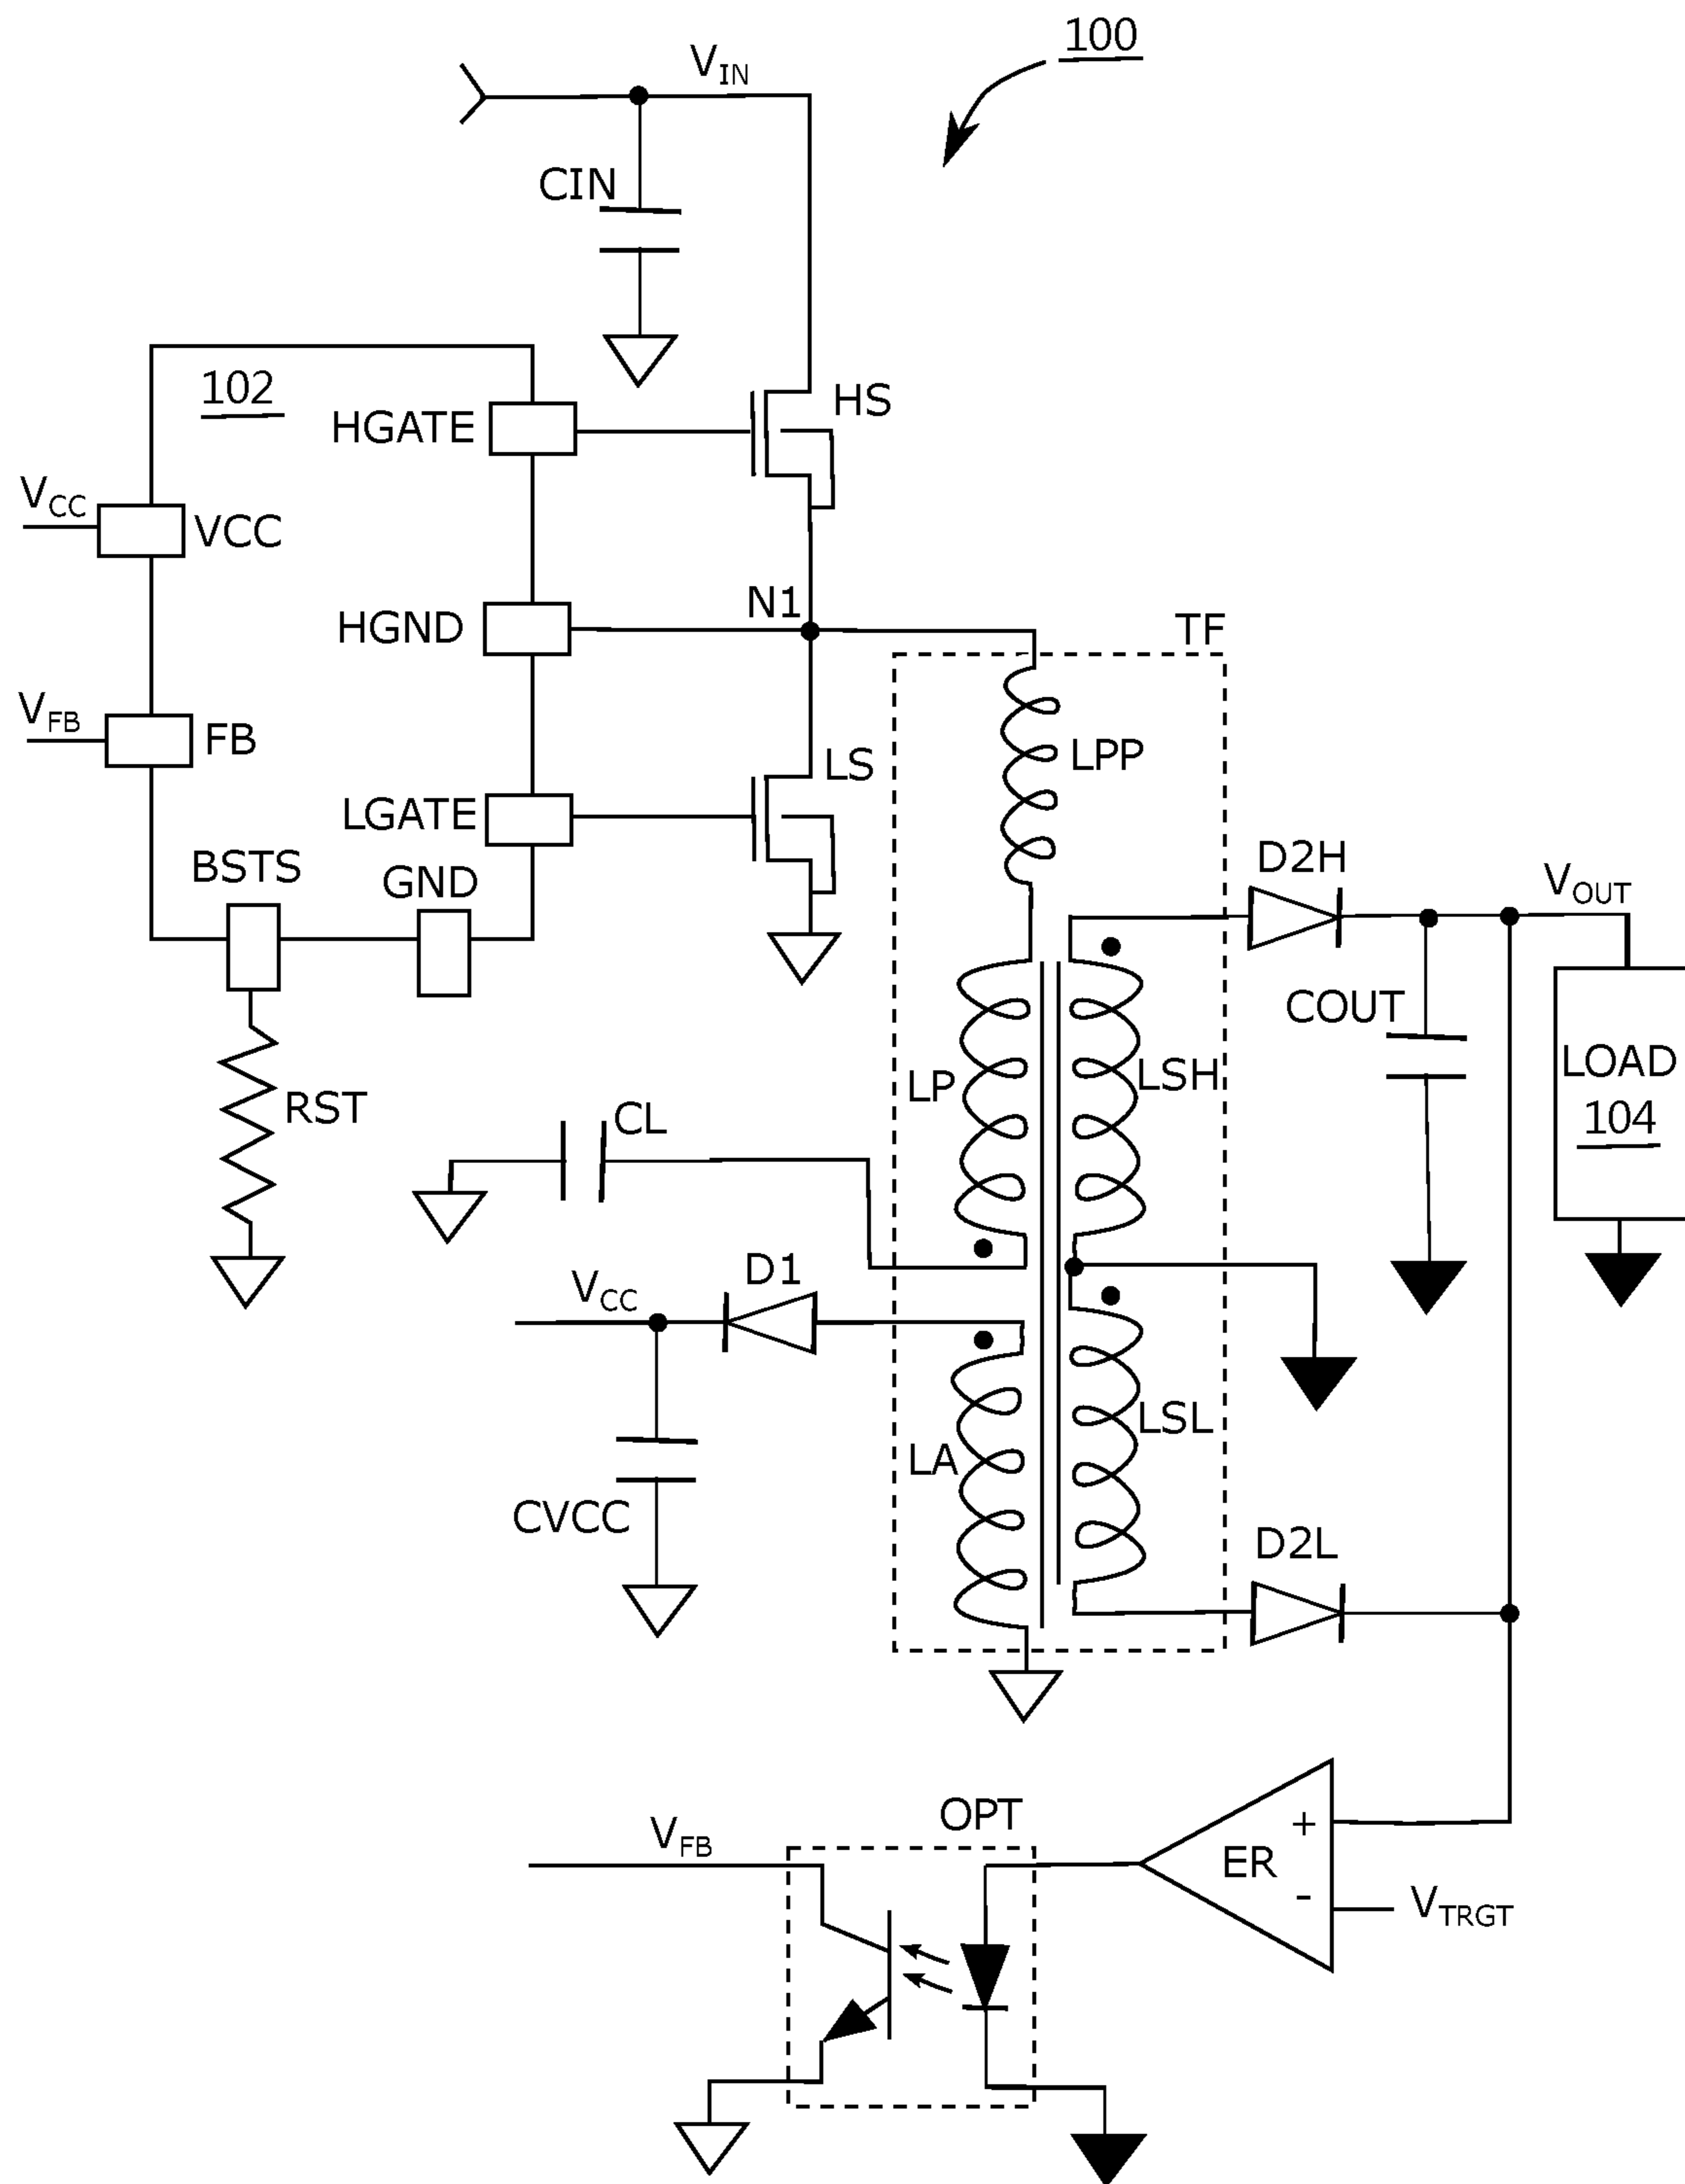 100
VIN
CIN
102
HGATE
HS
VCC
VCC
HGND
N1
TF
VFB
FB
LPP
LS
LGATE
BSTS
GND
D2H
VOUT
COUT
LOAD
104
LP
LSH
RST
CL
D1
VCC
LA
LSL
CVCC
D2L
OPT
VFB
+
ER
-
VTRGT